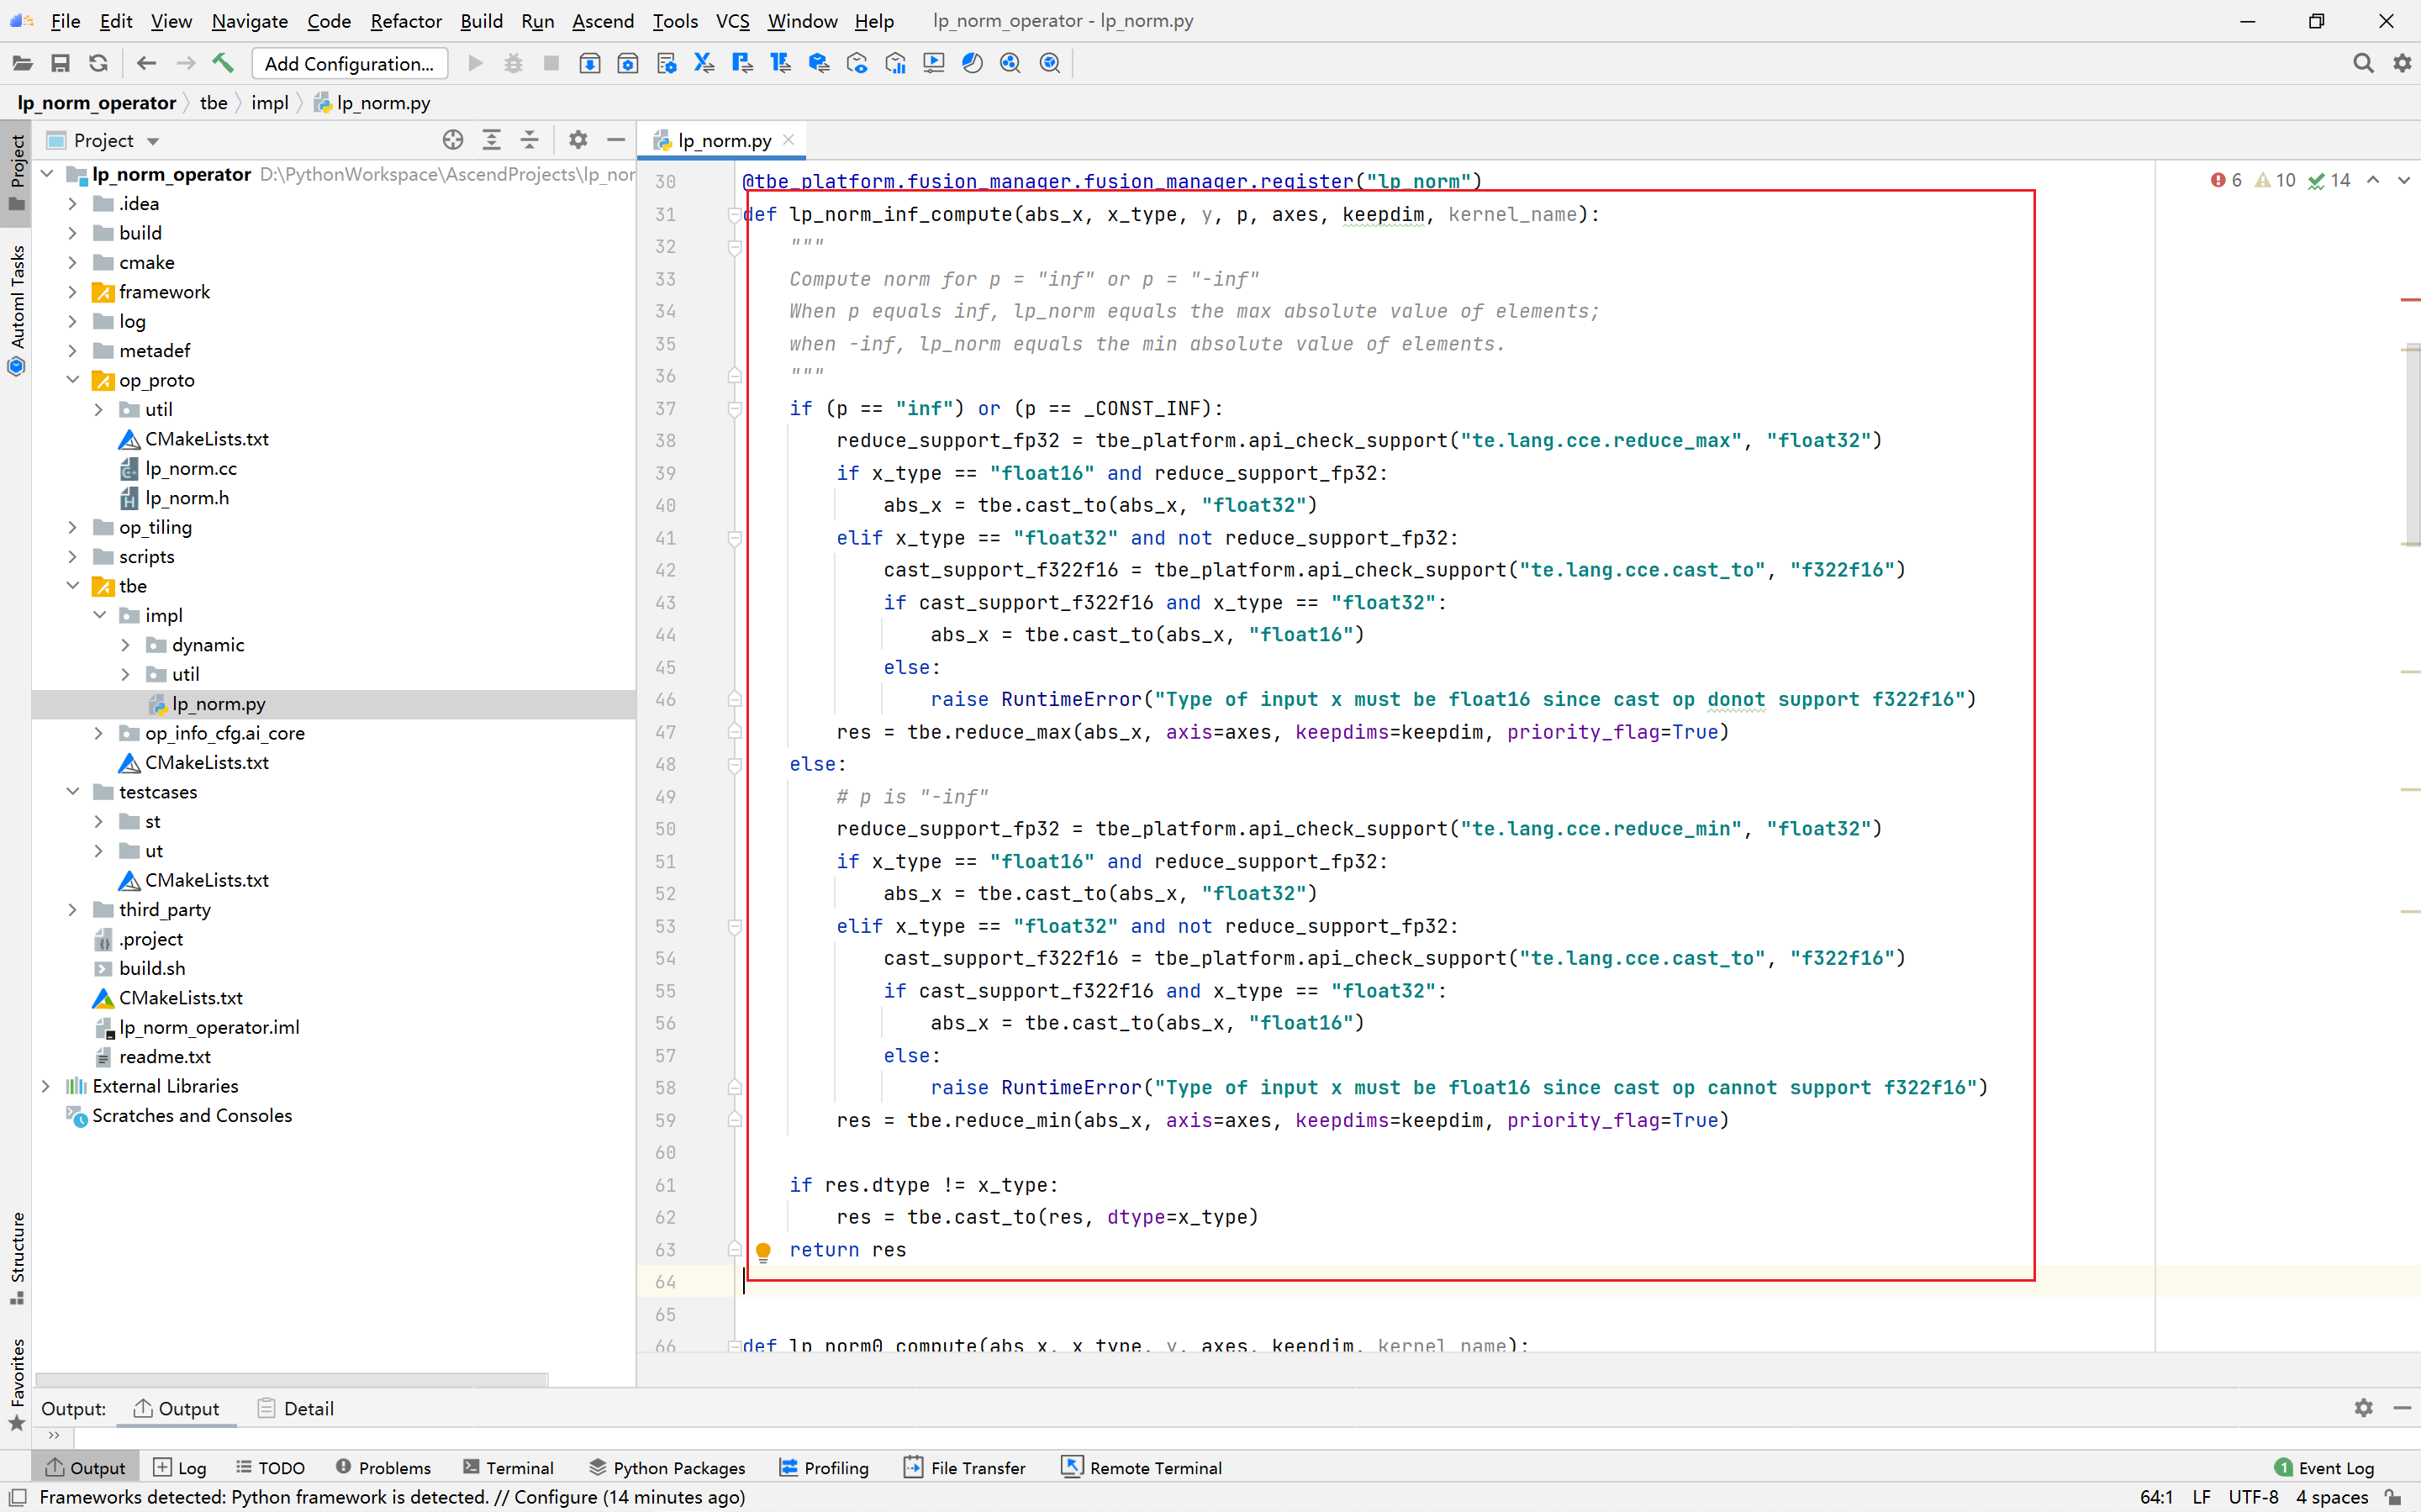 File Edit View Navigate Code Refactor Build Run Ascend Tools VCS Window Help lp_norm_operator - lp_norm.py
Add Configuration...
lp_norm_operator tbe impl lp_norm.py
Project
lp_norm_operator D:\PythonWorkspace\AscendProjects\lp_nor
.idea
build
cmake
framework
log
metadef
op_proto
util
CMakeLists.txt
lp_norm.cc
lp_norm.h
op_tiling
scripts
tbe
impl
dynamic
util
lp_norm.py
op_info_cfg.ai_core
CMakeLists.txt
testcases
st
ut
CMakeLists.txt
third_party
.project
build.sh
CMakeLists.txt
lp_norm_operator.iml
readme.txt
External Libraries
Scratches and Consoles
Project
Automl Tasks
Structure
Favorites
lp_norm.py
6 10 14
30 @tbe_platform.fusion_manager.fusion_manager.register("lp_norm")
31 def lp_norm_inf_compute(abs_x, x_type, y, p, axes, keepdim, kernel_name):
32 """
33 Compute norm for p = "inf" or p = "-inf"
34 When p equals inf, lp_norm equals the max absolute value of elements;
35 when -inf, lp_norm equals the min absolute value of elements.
36 """
37 if (p == "inf") or (p == _CONST_INF):
38 reduce_support_fp32 = tbe_platform.api_check_support("te.lang.cce.reduce_max", "float32")
39 if x_type == "float16" and reduce_support_fp32:
40 abs_x = tbe.cast_to(abs_x, "float32")
41 elif x_type == "float32" and not reduce_support_fp32:
42 cast_support_f322f16 = tbe_platform.api_check_support("te.lang.cce.cast_to", "f322f16")
43 if cast_support_f322f16 and x_type == "float32":
44 abs_x = tbe.cast_to(abs_x, "float16")
45 else:
46 raise RuntimeError("Type of input x must be float16 since cast op donot support f322f16")
47 res = tbe.reduce_max(abs_x, axis=axes, keepdims=keepdim, priority_flag=True)
48 else:
49 # p is "-inf"
50 reduce_support_fp32 = tbe_platform.api_check_support("te.lang.cce.reduce_min", "float32")
51 if x_type == "float16" and reduce_support_fp32:
52 abs_x = tbe.cast_to(abs_x, "float32")
53 elif x_type == "float32" and not reduce_support_fp32:
54 cast_support_f322f16 = tbe_platform.api_check_support("te.lang.cce.cast_to", "f322f16")
55 if cast_support_f322f16 and x_type == "float32":
56 abs_x = tbe.cast_to(abs_x, "float16")
57 else:
58 raise RuntimeError("Type of input x must be float16 since cast op cannot support f322f16")
59 res = tbe.reduce_min(abs_x, axis=axes, keepdims=keepdim, priority_flag=True)
60
61 if res.dtype != x_type:
62 res = tbe.cast_to(res, dtype=x_type)
63 return res
64
65
66 def lp_norm0_compute(abs_x, x_type, y, axes, keepdim, kernel_name):
Output: Output Detail
Output Log TODO Problems Terminal Python Packages Profiling File Transfer Remote Terminal 1 Event Log
Frameworks detected: Python framework is detected. // Configure (14 minutes ago) 64:1 LF UTF-8 4 spaces